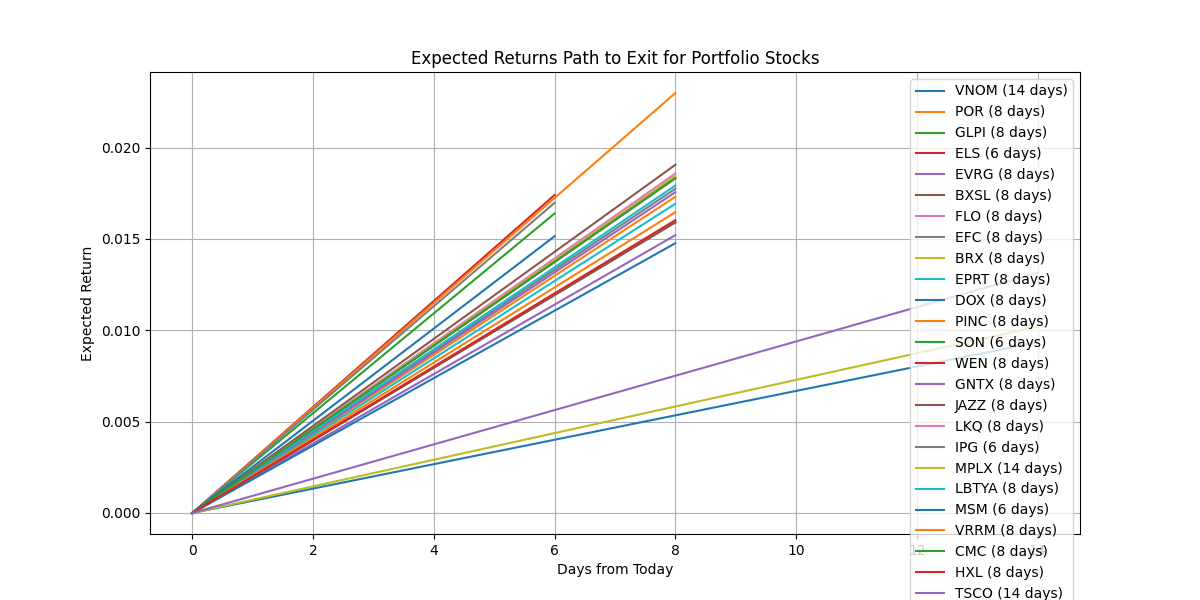 Expected Returns Path to Exit for Portfolio Stocks
Expected Return
0.020
0.015
0.010
0.005
0.000
0
2
4
6
8
10
12
Days from Today
VNOM (14 days)
POR (8 days)
GLPI (8 days)
ELS (6 days)
EVRG (8 days)
BXSL (8 days)
FLO (8 days)
EFC (8 days)
BRX (8 days)
EPRT (8 days)
DOX (8 days)
PINC (8 days)
SON (6 days)
WEN (8 days)
GNTX (8 days)
JAZZ (8 days)
LKQ (8 days)
IPG (6 days)
MPLX (14 days)
LBTYA (8 days)
MSM (6 days)
VRRM (8 days)
CMC (8 days)
HXL (8 days)
TSCO (14 days)